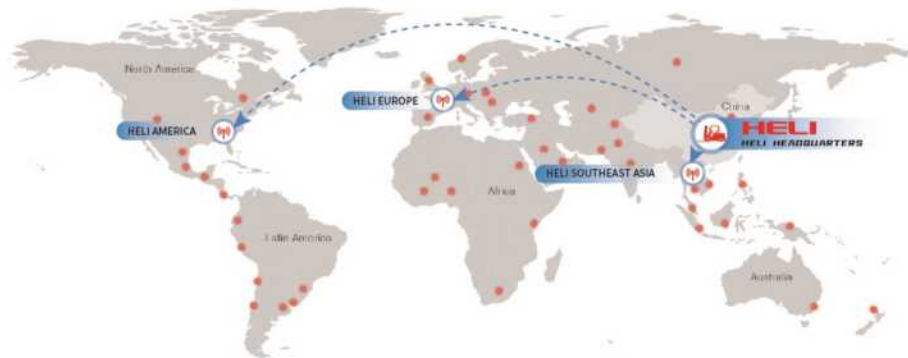 North America
HELI EUROPE
China
HELI AMERICA
HELI
HELI HEADQUARTERS
HELI SOUTHEAST ASIA
Africa
Latin America
Australia